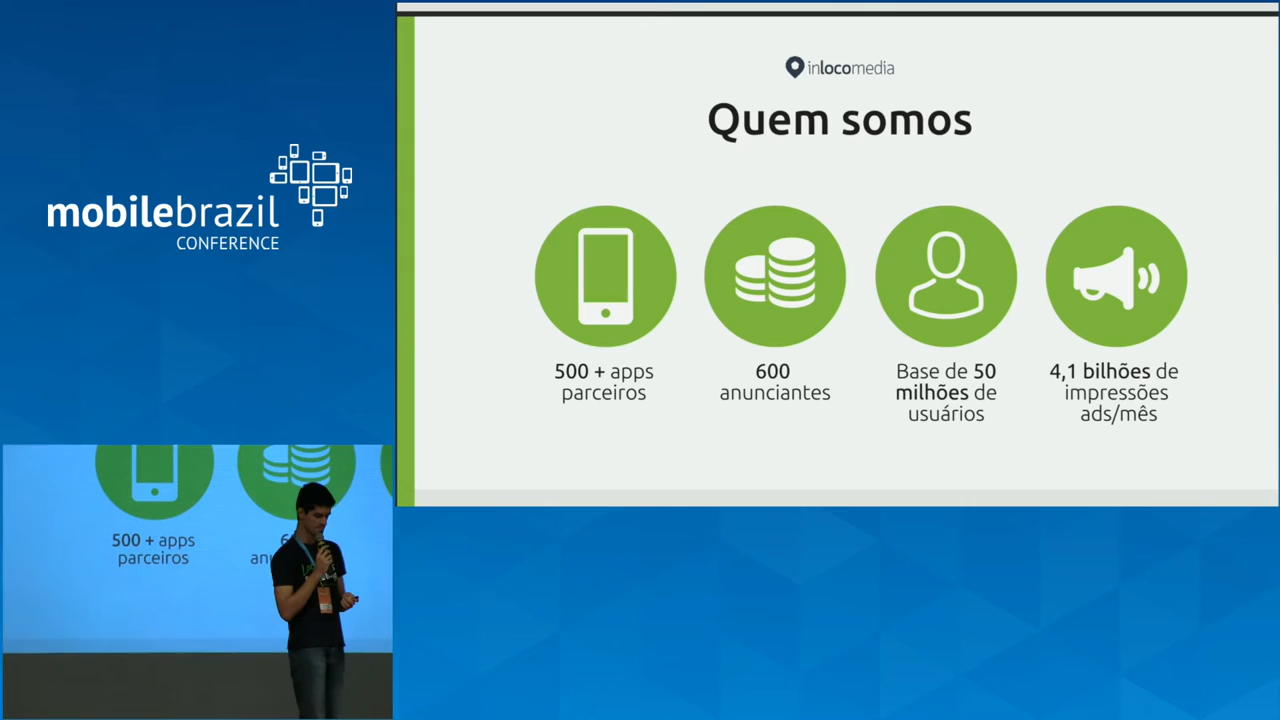 mobilebrazil
CONFERENCE
inlocomedia
Quem somos
500 + apps
parceiros
600
anunciantes
Base de 50
milhões de
usuários
4,1 bilhões de
impressões
ads/mês
500 + apps
parceiros